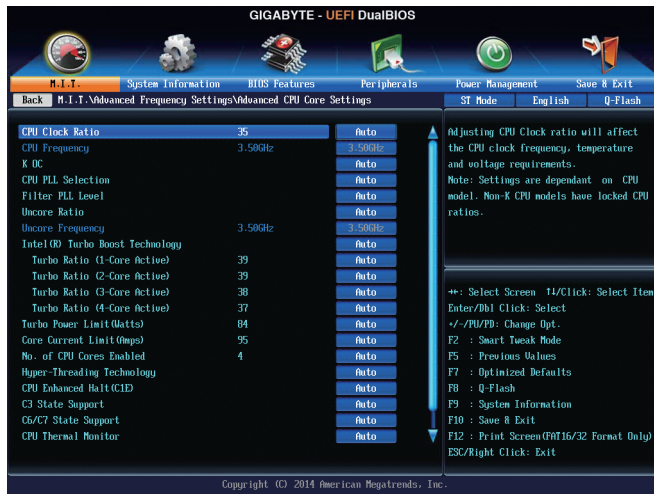 GIGABYTE - UEFI DualBIOS
M.I.T. System Information BIOS Features Peripherals Power Management Save & Exit
Back M.I.T.\Advanced Frequency Settings\Advanced CPU Core Settings ST Mode English Q-Flash
CPU Clock Ratio 35 Auto
CPU Frequency 3.50GHz 3.50GHz
K OC Auto
CPU PLL Selection Auto
Filter PLL Level Auto
Uncore Ratio Auto
Uncore Frequency 3.50GHz 3.50GHz
Intel(R) Turbo Boost Technology Auto
Turbo Ratio (1-Core Active) 39 Auto
Turbo Ratio (2-Core Active) 39 Auto
Turbo Ratio (3-Core Active) 38 Auto
Turbo Ratio (4-Core Active) 37 Auto
Turbo Power Limit(Watts) 84 Auto
Core Current Limit(Amps) 95 Auto
No. of CPU Cores Enabled 4 Auto
Hyper-Threading Technology Auto
CPU Enhanced Halt(C1E) Auto
C3 State Support Auto
C6/C7 State Support Auto
CPU Thermal Monitor Auto
Adjusting CPU Clock ratio will affect
the CPU clock frequency, temperature
and voltage requirements.
Note: Settings are dependant on CPU
model. Non-K CPU models have locked CPU
ratios.
↔: Select Screen ↑↓/Click: Select Item
Enter/Dbl Click: Select
+/-/PU/PD: Change Opt.
F2 : Smart Tweak Mode
F5 : Previous Values
F7 : Optimized Defaults
F8 : Q-Flash
F9 : System Information
F10 : Save & Exit
F12 : Print Screen(FAT16/32 Format Only)
ESC/Right Click: Exit
Copyright (C) 2014 American Megatrends, Inc.